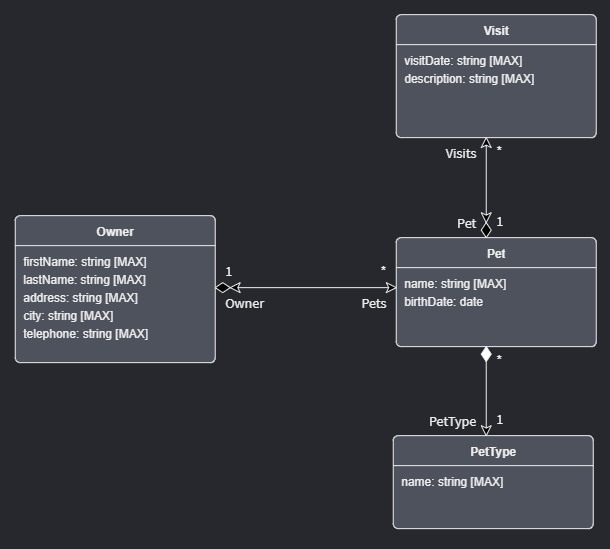 Visit
visitDate: string [MAX]
description: string [MAX]
Visits *
Pet 1
Owner
firstName: string [MAX]
lastName: string [MAX]
address: string [MAX]
city: string [MAX]
telephone: string [MAX]
1 *
Owner Pets
Pet
name: string [MAX]
birthDate: date
*
PetType 1
PetType
name: string [MAX]